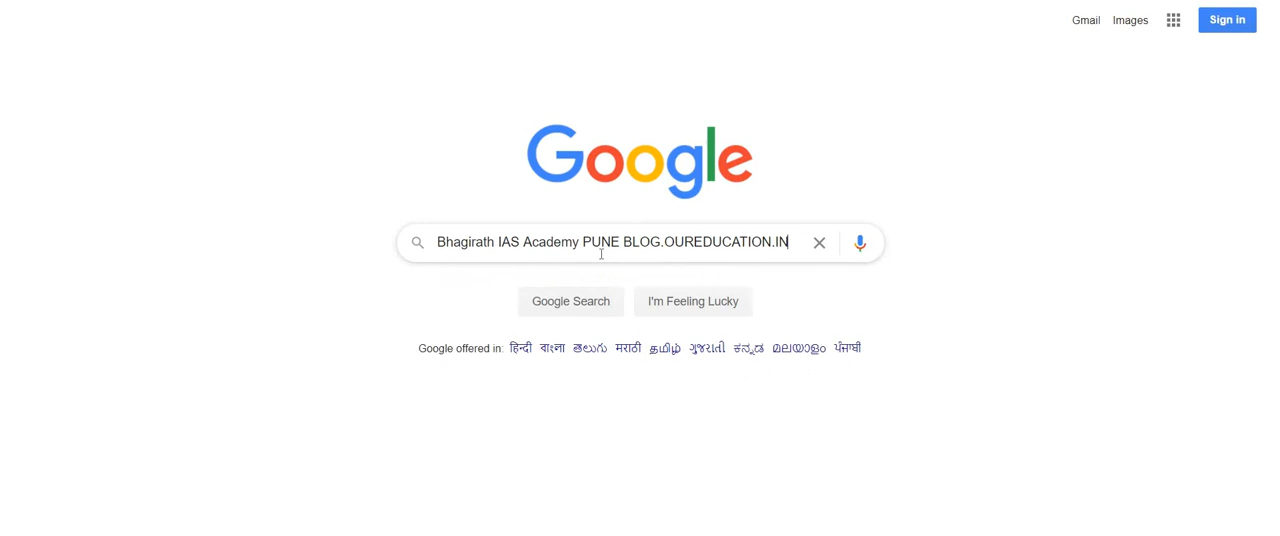 Gmail Images Sign in
Google
Bhagirath IAS Academy PUNE BLOG.OUREDUCATION.IN
Google Search I'm Feeling Lucky
Google offered in: हिन्दी বাংলা తెలుగు मराठी தமிழ் ગુજરાતી ಕನ್ನಡ മലയാളം ਪੰਜਾਬੀ